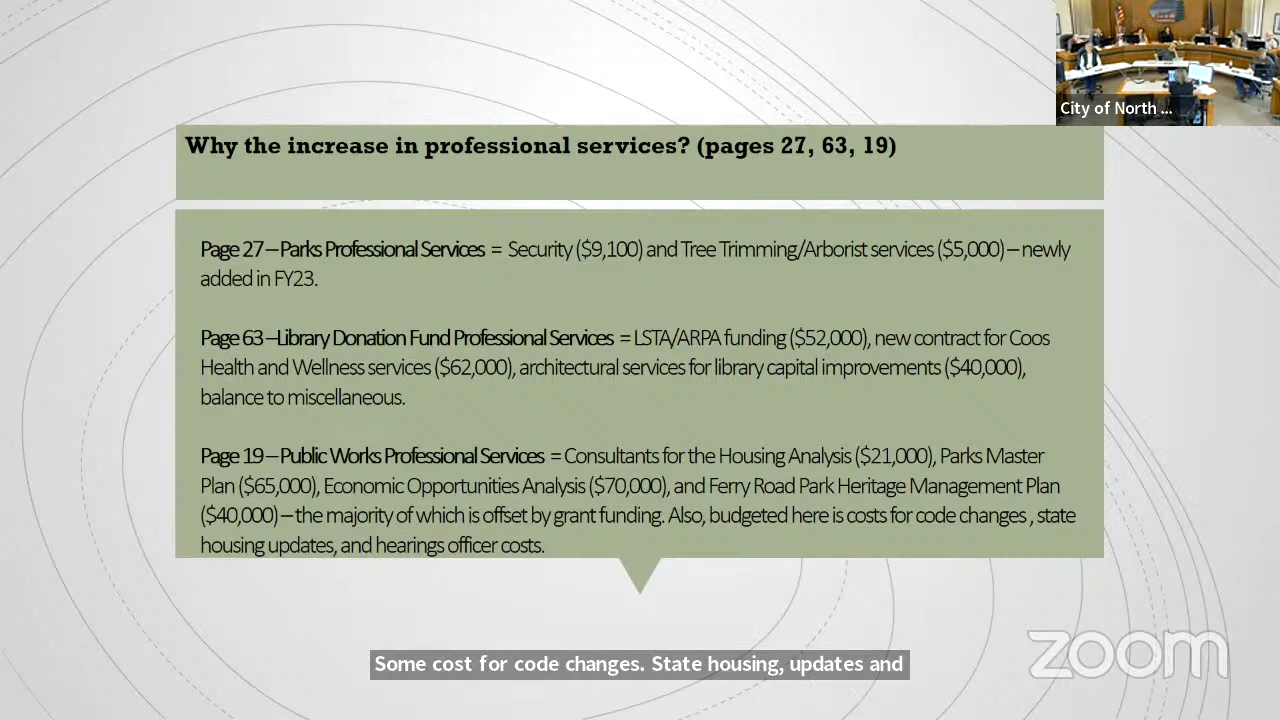 City of North ...
Why the increase in professional services? (pages 27, 63, 19)
Page 27 – Parks Professional Services = Security ($9,100) and Tree Trimming/Arborist services ($5,000) – newly
added in FY23.
Page 63 –Library Donation Fund Professional Services = LSTA/ARPA funding ($52,000), new contract for Coos
Health and Wellness services ($62,000), architectural services for library capital improvements ($40,000),
balance to miscellaneous.
Page 19 – Public Works Professional Services = Consultants for the Housing Analysis ($21,000), Parks Master
Plan ($65,000), Economic Opportunities Analysis ($70,000), and Ferry Road Park Heritage Management Plan
($40,000) – the majority of which is offset by grant funding. Also, budgeted here is costs for code changes , state
housing updates, and hearings officer costs.
Some cost for code changes. State housing, updates and
zoom